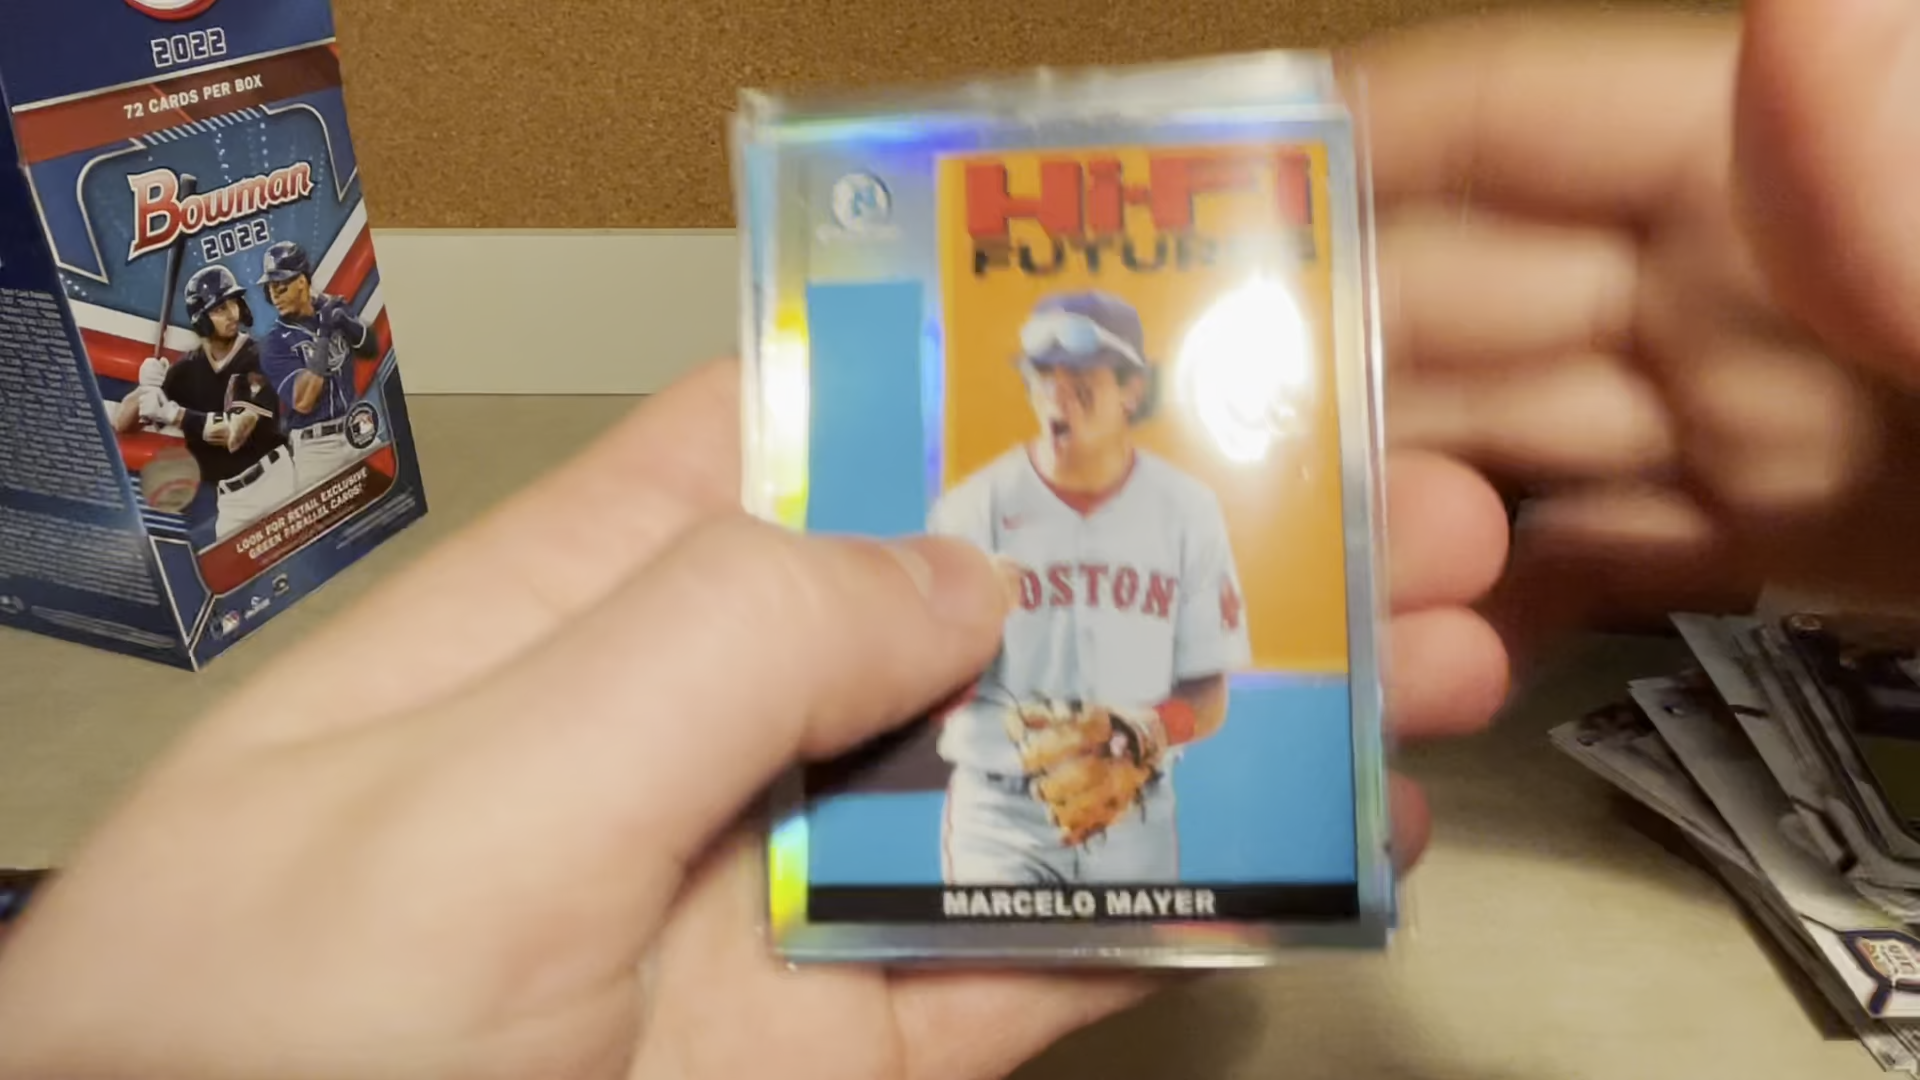 2022
72 CARDS PER BOX
Bowman
2022
LOOK FOR RETAIL EXCLUSIVE
GREEN PARALLEL CARDS!
Hi-Fi
FUTURES
BOSTON
MARCELO MAYER